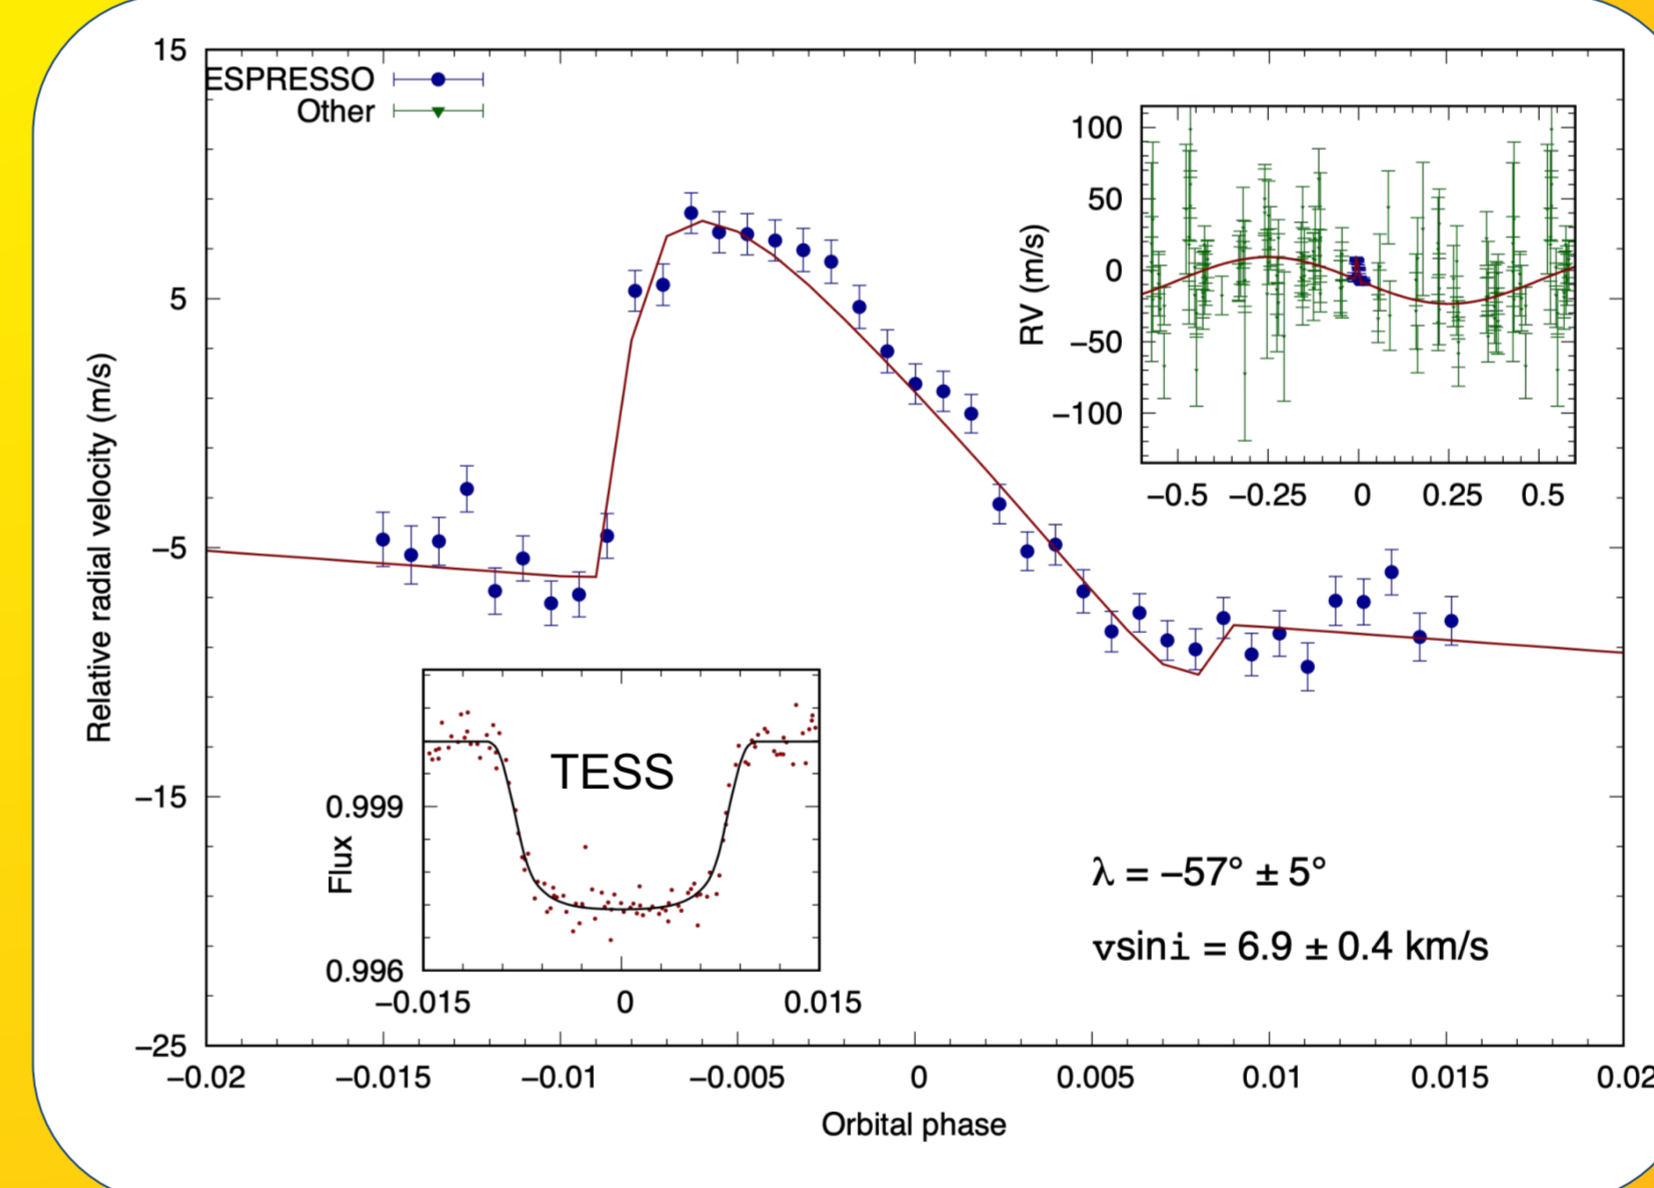 15
ESPRESSO
Other
5
−5
−15
−25
Relative radial velocity (m/s)
−0.02 −0.015 −0.01 −0.005 0 0.005 0.01 0.015 0.02
Orbital phase
100
50
0
−50
−100
RV (m/s)
−0.5 −0.25 0 0.25 0.5
TESS
0.999
0.996
Flux
−0.015 0 0.015
λ = −57° ± 5°
vsini = 6.9 ± 0.4 km/s